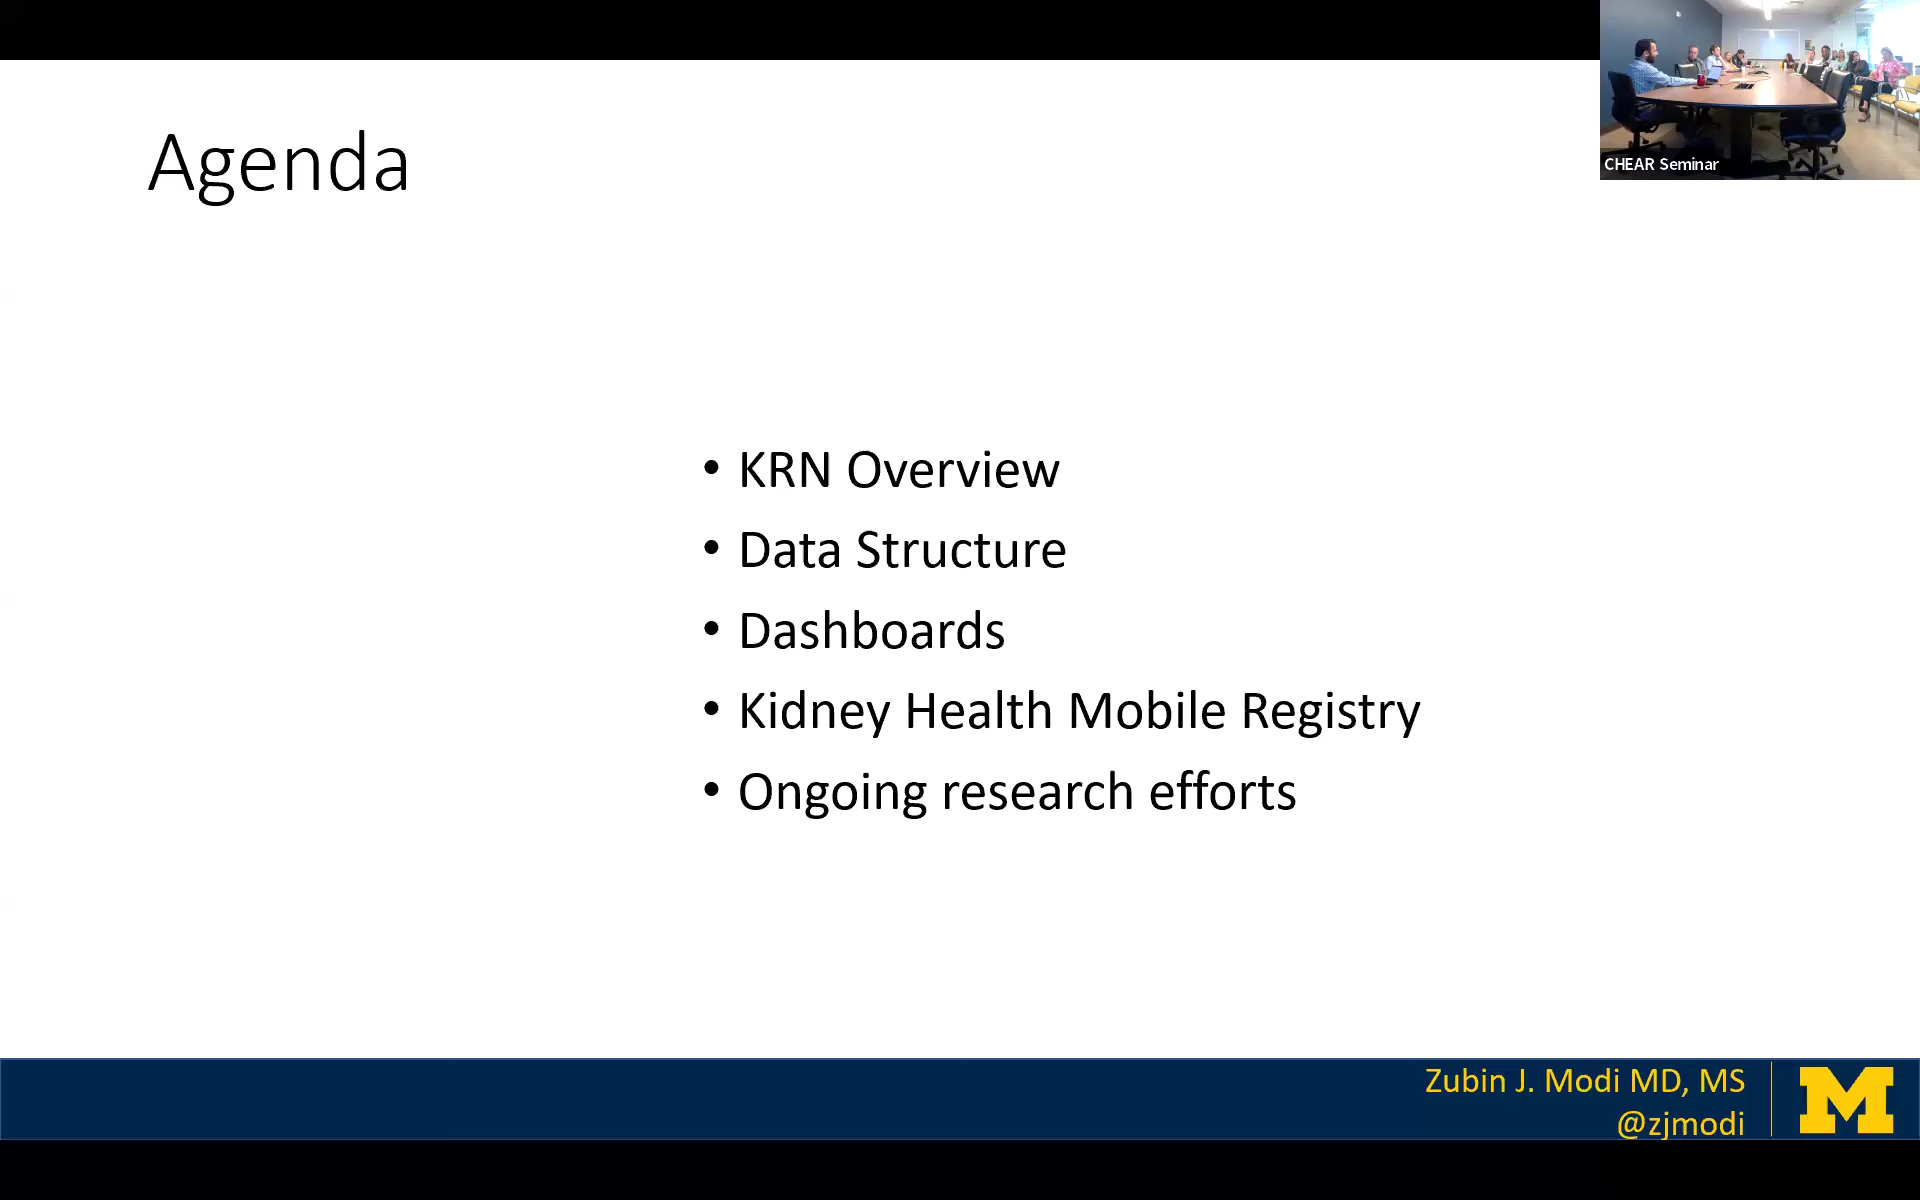 Agenda
CHEAR Seminar
• KRN Overview
• Data Structure
• Dashboards
• Kidney Health Mobile Registry
• Ongoing research efforts
Zubin J. Modi MD, MS
@zjmodi
M